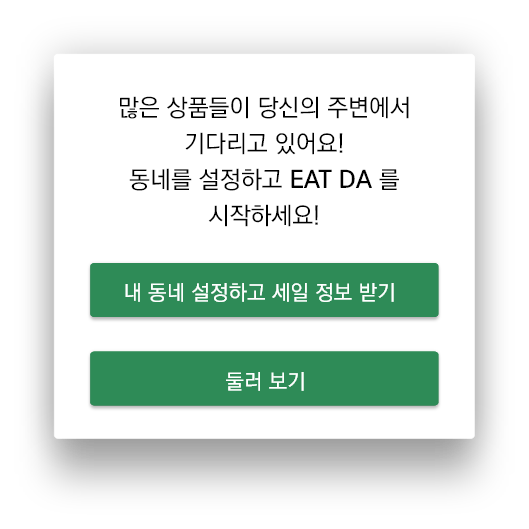 많은 상품들이 당신의 주변에서
기다리고 있어요!
동네를 설정하고 EAT DA 를
시작하세요!
내 동네 설정하고 세일 정보 받기
둘러 보기